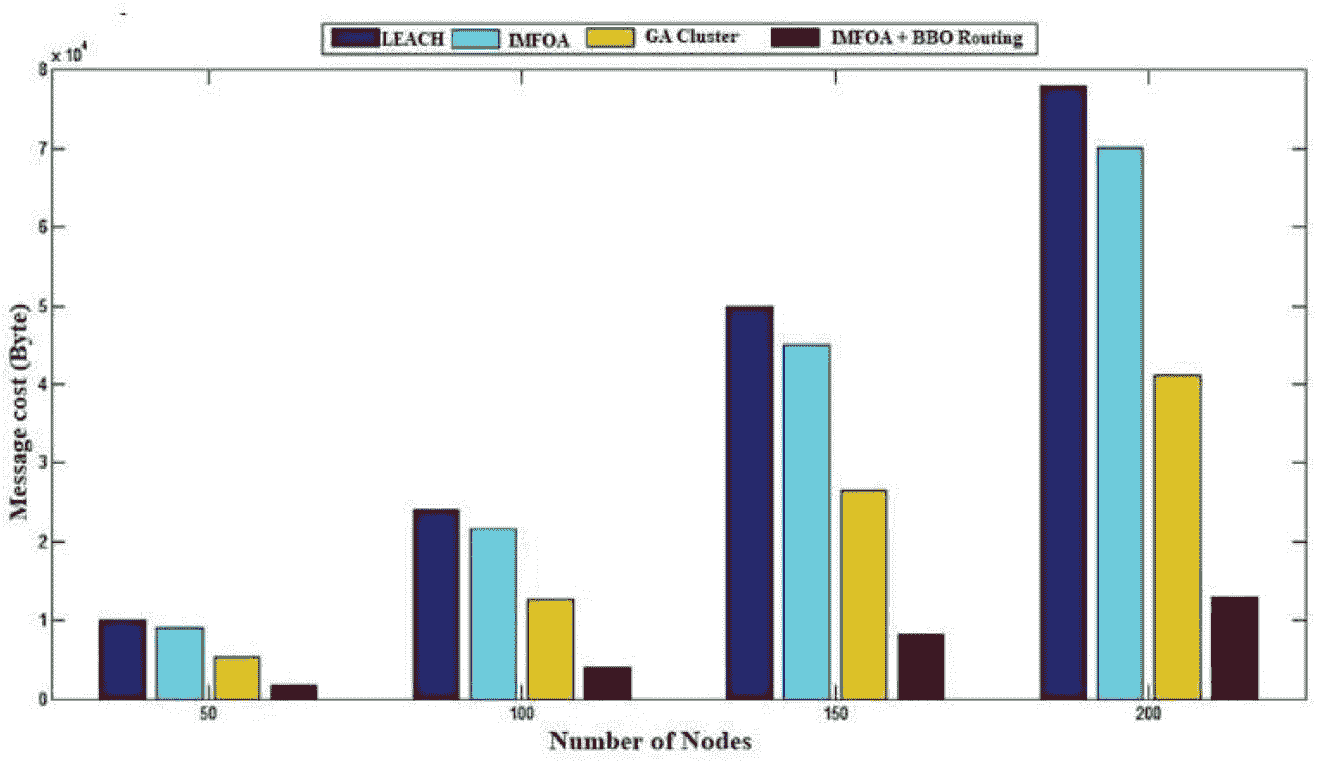 LEACH IMFOA GA Cluster IMFOA + BBO Routing
× 10⁴
8
7
6
5
4
3
2
1
0
Message cost (Byte)
50 100 150 200
Number of Nodes